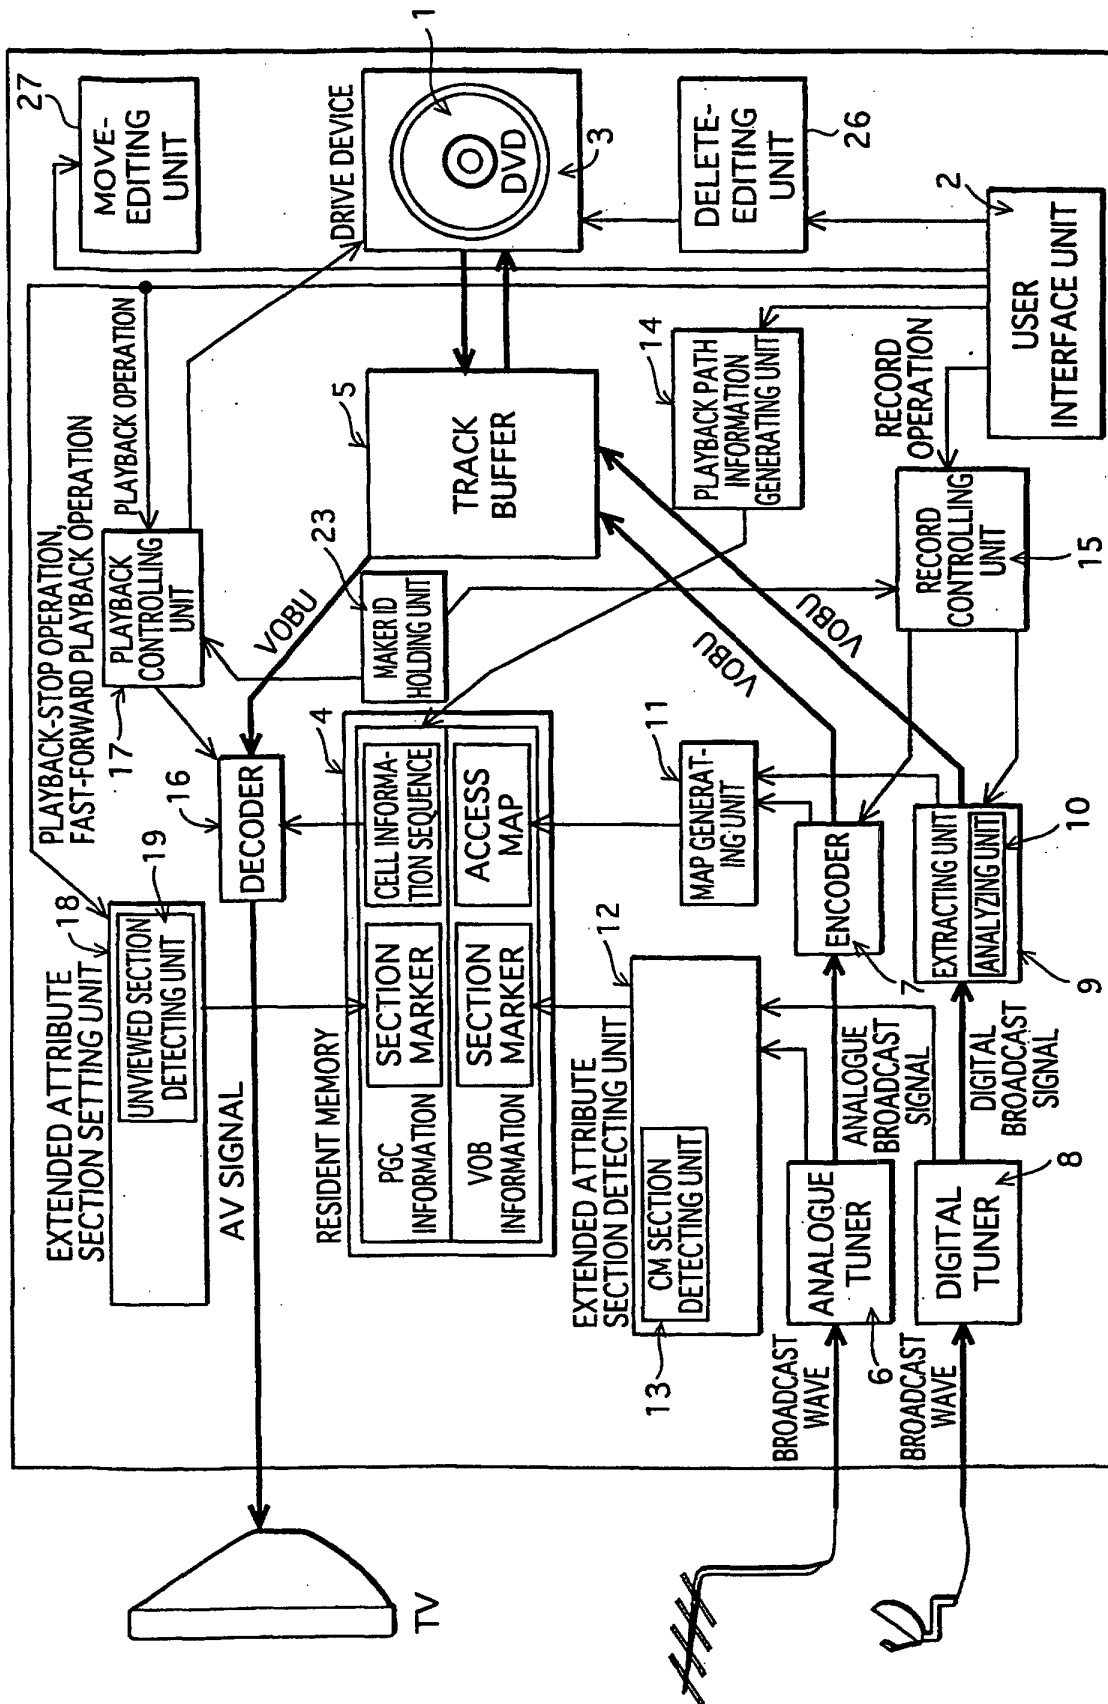 27
MOVE-
EDITING
UNIT
1
DRIVE DEVICE
DVD
3
DELETE-
EDITING
UNIT
26
2
USER
INTERFACE UNIT
PLAYBACK-STOP OPERATION,
FAST-FORWARD PLAYBACK OPERATION
PLAYBACK OPERATION
PLAYBACK
CONTROLLING
UNIT
17
5
TRACK
BUFFER
14
PLAYBACK PATH
INFORMATION
GENERATING UNIT
RECORD
OPERATION
RECORD
CONTROLLING
UNIT
15
23
MAKER ID
HOLDING UNIT
VOBU
VOBU
VOBU
16
DECODER
4
CELL INFORMA-
TION SEQUENCE
ACCESS
MAP
SECTION
MARKER
SECTION
MARKER
PGC
INFORMATION
VOB
INFORMATION
RESIDENT MEMORY
11
MAP GENERAT-
ING UNIT
ENCODER
7
EXTRACTING UNIT
ANALYZING UNIT
10
9
EXTENDED ATTRIBUTE
SECTION SETTING UNIT
18
UNVIEWED SECTION
DETECTING UNIT
19
AV SIGNAL
12
EXTENDED ATTRIBUTE
SECTION DETECTING UNIT
CM SECTION
DETECTING UNIT
13
ANALOGUE
BROADCAST
SIGNAL
DIGITAL
BROADCAST
SIGNAL
ANALOGUE
TUNER
6
DIGITAL
TUNER
8
BROADCAST
WAVE
BROADCAST
WAVE
TV